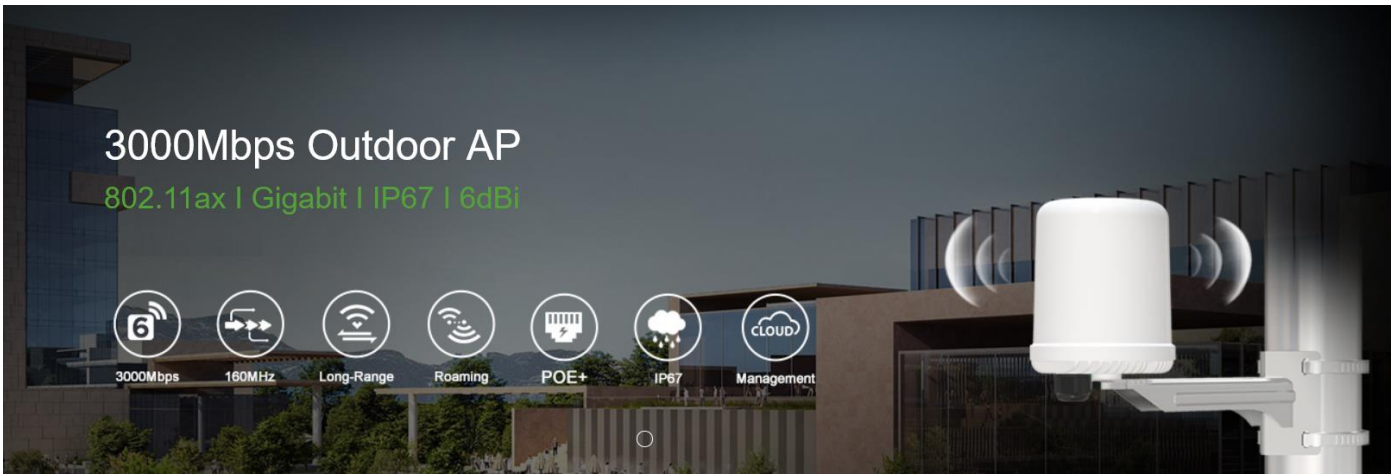 3000Mbps Outdoor AP
802.11ax I Gigabit I IP67 I 6dBi
6
CLOUD
3000Mbps 160MHz Long-Range Roaming POE+ IP67 Management